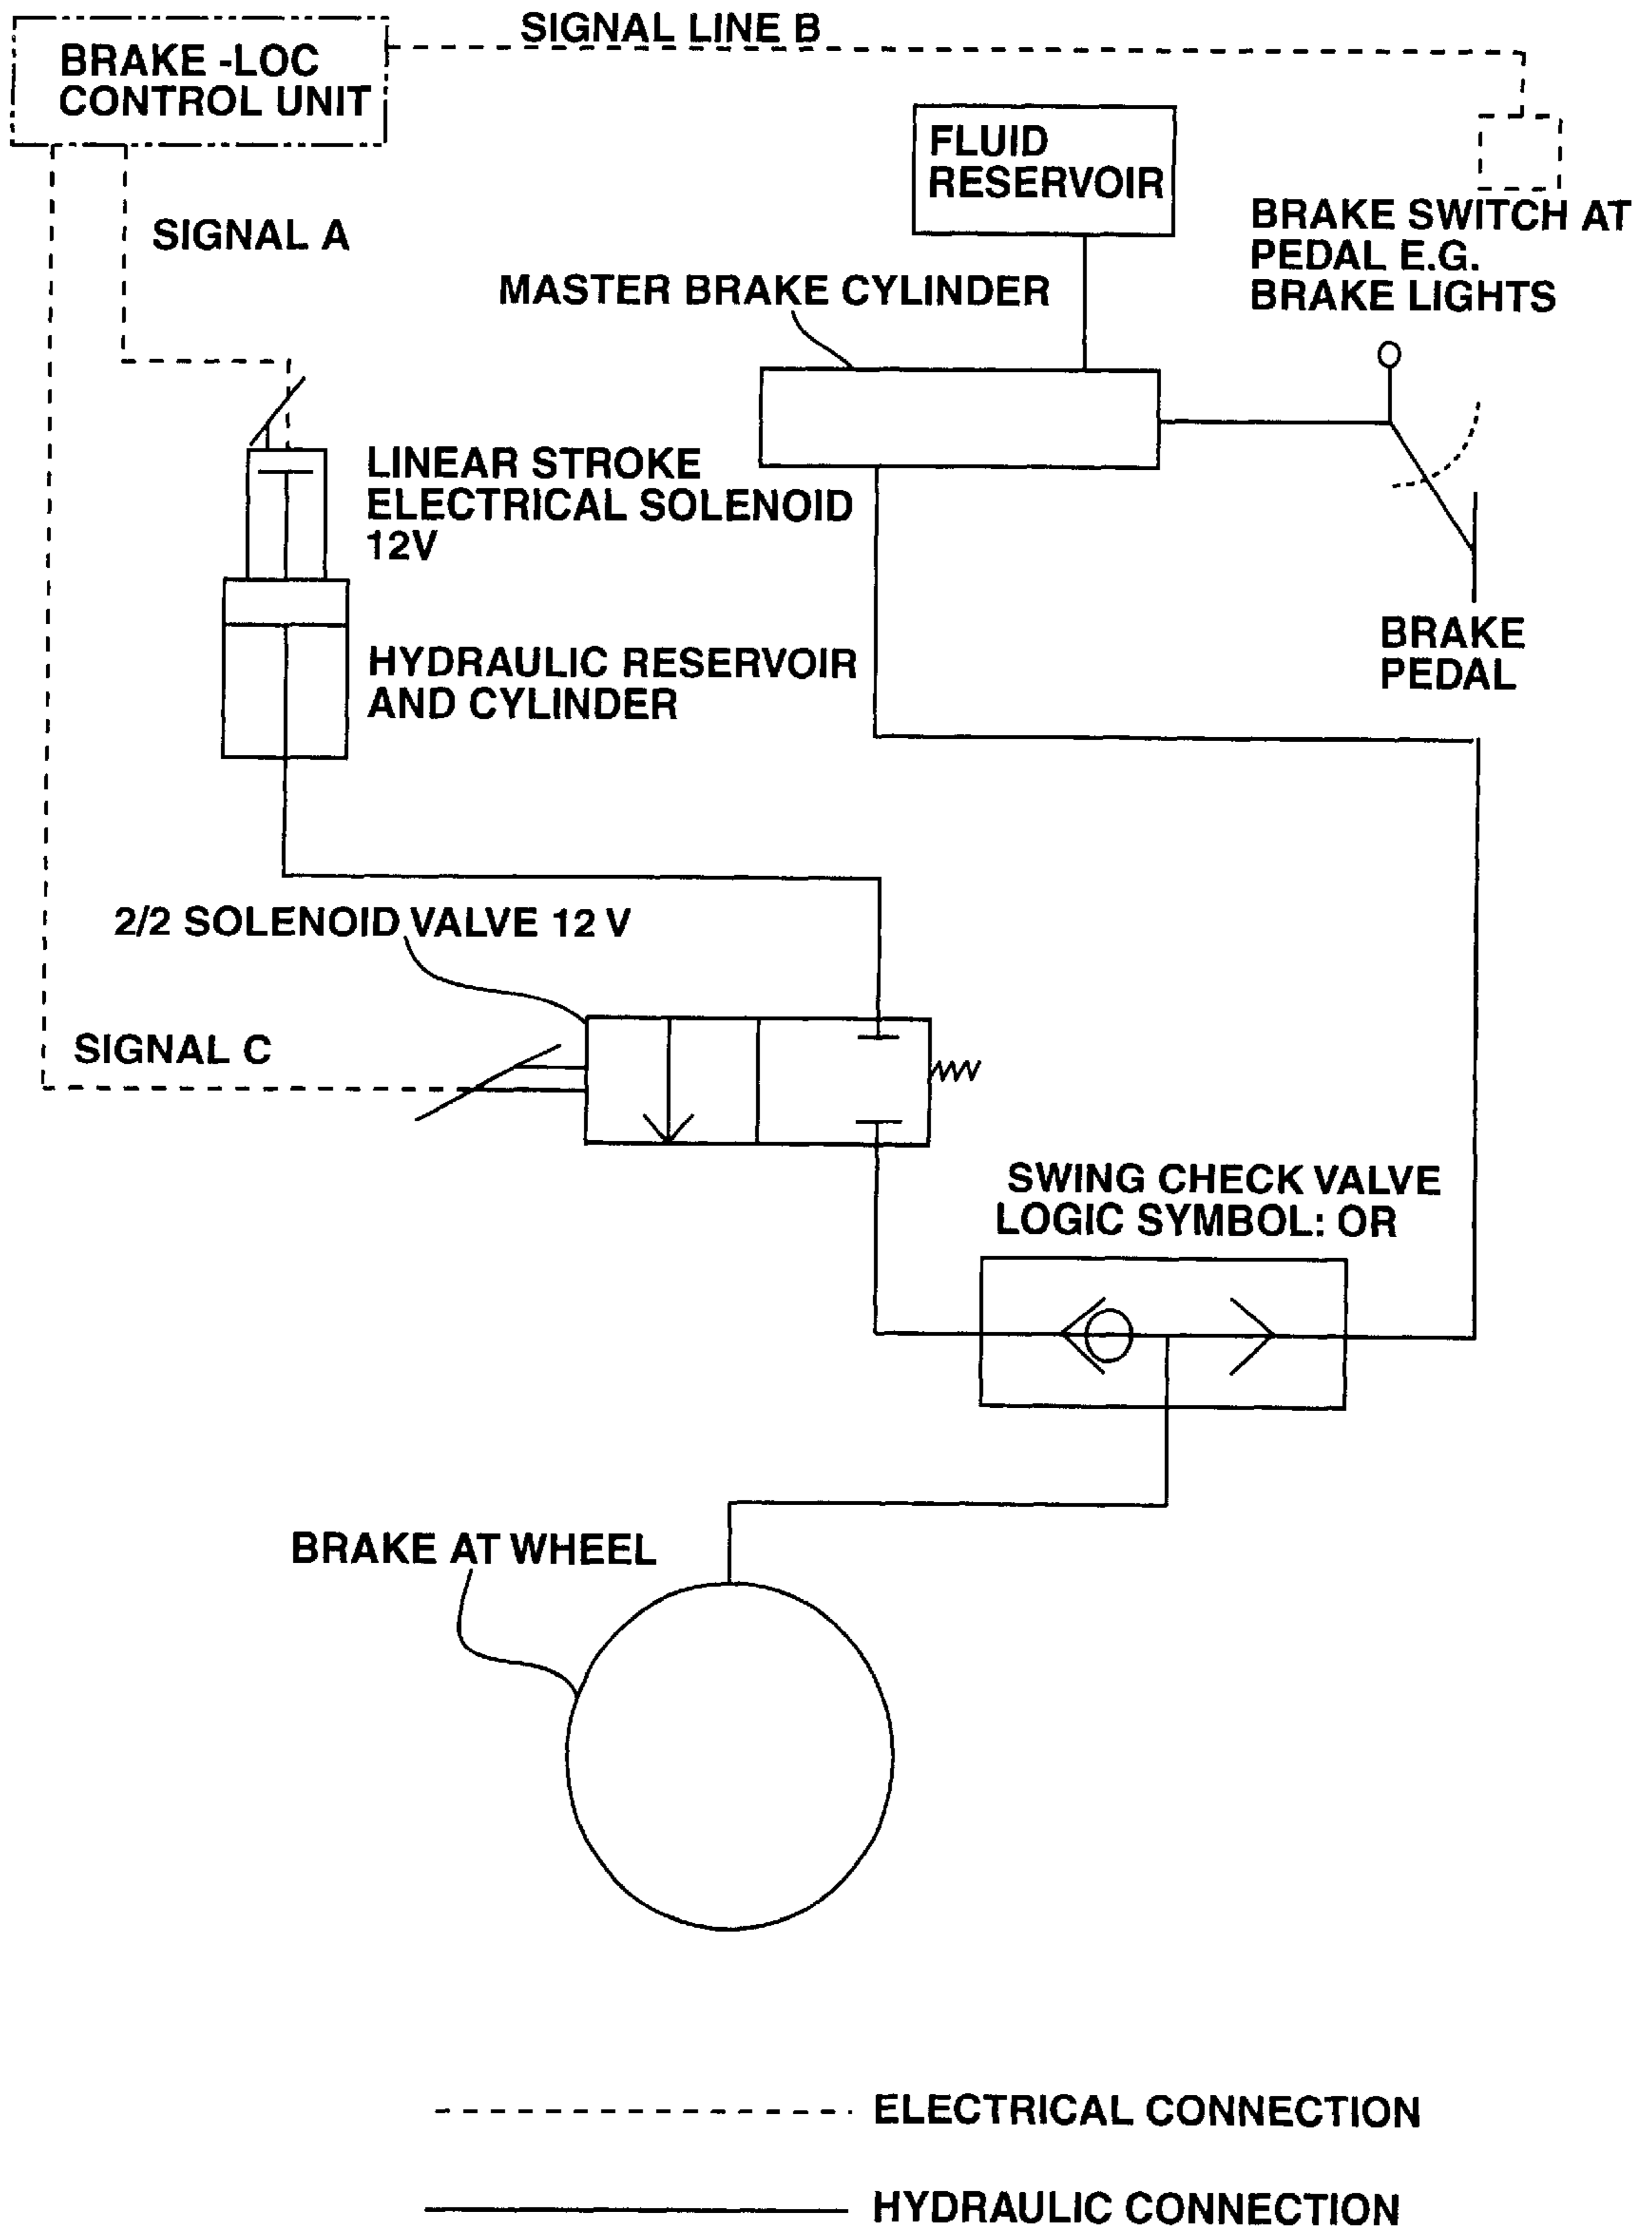 SIGNAL LINE B
BRAKE -LOC
CONTROL UNIT
FLUID
RESERVOIR
BRAKE SWITCH AT
PEDAL E.G.
BRAKE LIGHTS
SIGNAL A
MASTER BRAKE CYLINDER
LINEAR STROKE
ELECTRICAL SOLENOID
12V
BRAKE
PEDAL
HYDRAULIC RESERVOIR
AND CYLINDER
2/2 SOLENOID VALVE 12 V
SIGNAL C
SWING CHECK VALVE
LOGIC SYMBOL: OR
BRAKE AT WHEEL
ELECTRICAL CONNECTION
HYDRAULIC CONNECTION